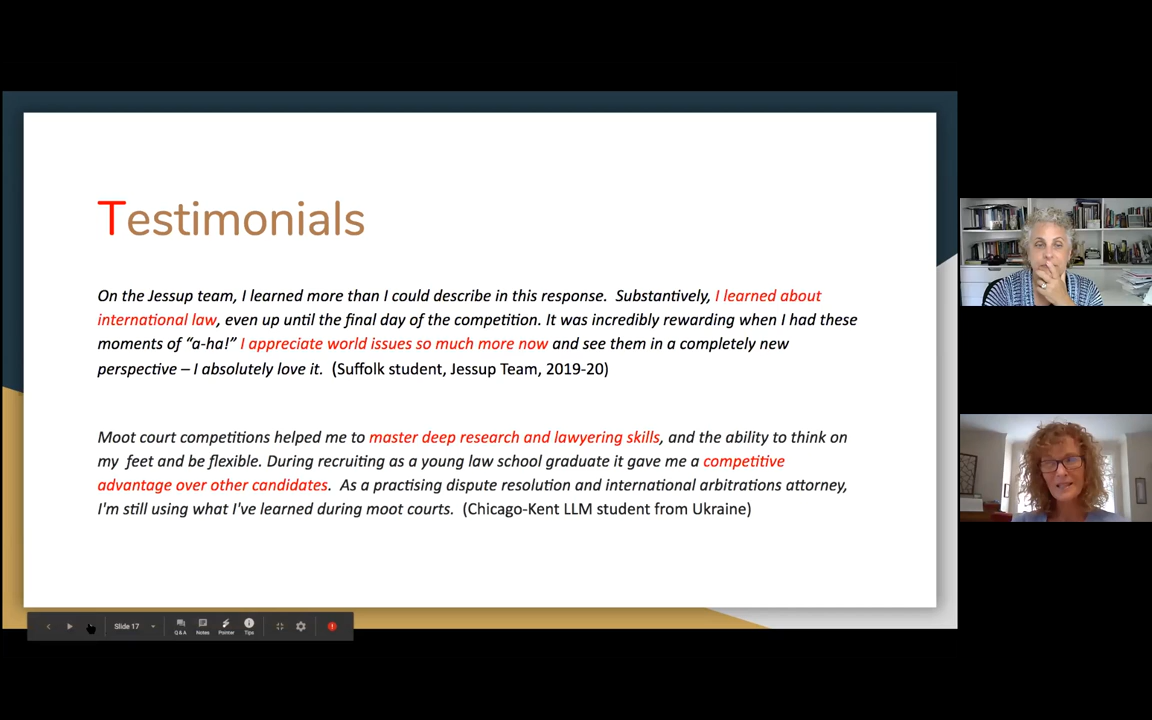 Testimonials
On the Jessup team, I learned more than I could describe in this response.  Substantively, I learned about
international law, even up until the final day of the competition. It was incredibly rewarding when I had these
moments of “a-ha!” I appreciate world issues so much more now and see them in a completely new
perspective – I absolutely love it.  (Suffolk student, Jessup Team, 2019-20)
Moot court competitions helped me to master deep research and lawyering skills, and the ability to think on
my  feet and be flexible. During recruiting as a young law school graduate it gave me a competitive
advantage over other candidates.  As a practising dispute resolution and international arbitrations attorney,
I'm still using what I've learned during moot courts.  (Chicago-Kent LLM student from Ukraine)
Slide 17
Q&A Notes Pointer Tips